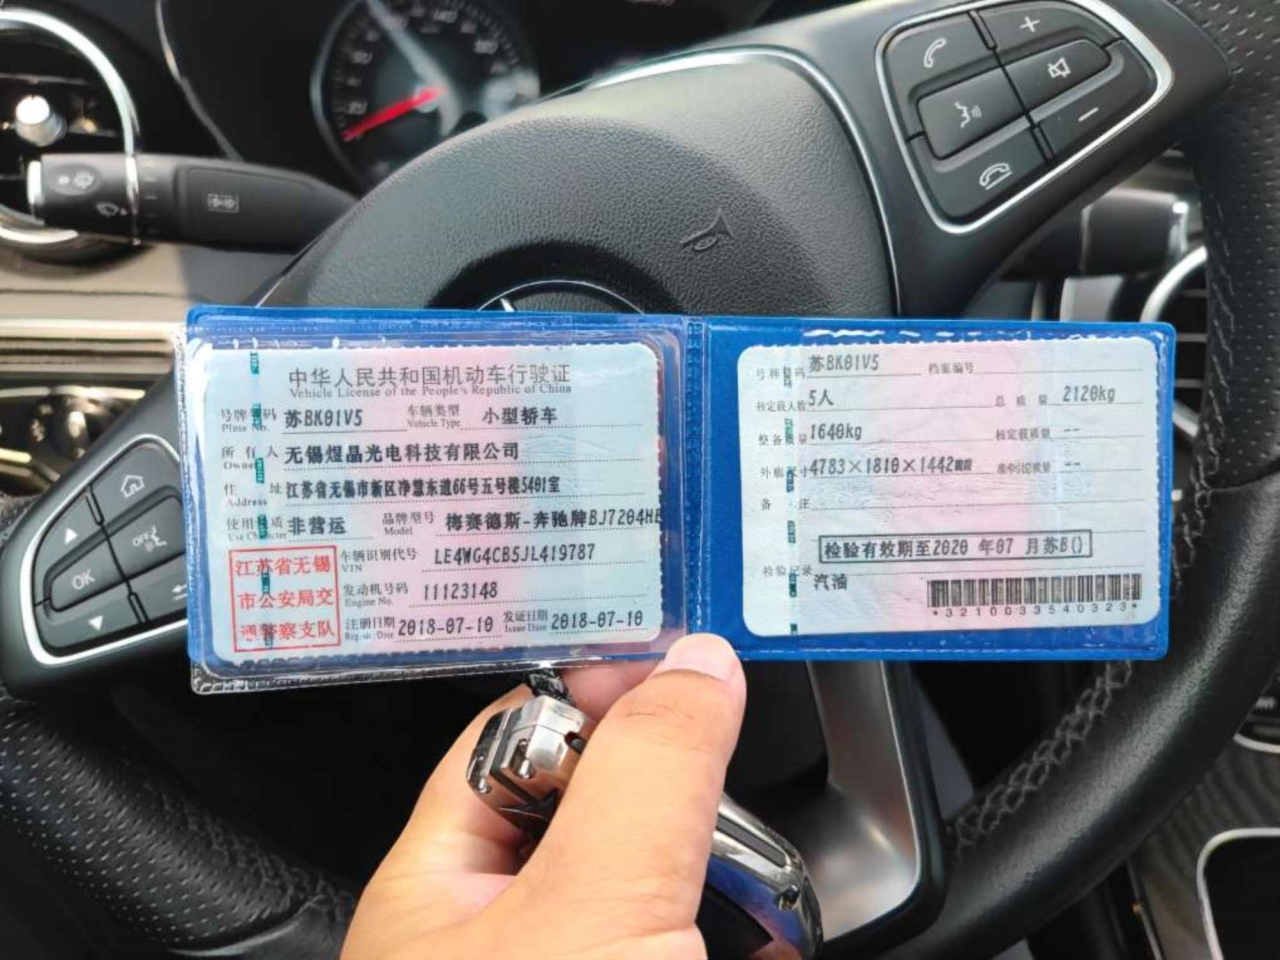 中华人民共和国机动车行驶证
Vehicle License of the People's Republic of China
号牌号码 苏BK01V5 车辆类型 小型轿车
Plate No. Vehicle Type
所有人 无锡煜晶光电科技有限公司
Owner
住址 江苏省无锡市新区净慧东道66号五号楼5401室
Address
使用性质 非营运 品牌型号 梅赛德斯-奔驰牌BJ7204HE
Use Character Model
江苏省无锡
市公安局交
通警察支队
车辆识别代号 LE4WG4CB5JL419787
VIN
发动机号码 11123148
Engine No.
注册日期 2018-07-10 发证日期 2018-07-10
Register Date Issue Date
号牌号码 苏BK01V5 档案编号
核定载人数 5人 总质量 2120kg
整备质量 1640kg 核定载质量 --
外廓尺寸 4783×1810×1442mm 准牵引总质量 --
备注
检验有效期至2020 年07 月苏B()
检验记录
汽油
*3210033540323*
OK
OFF